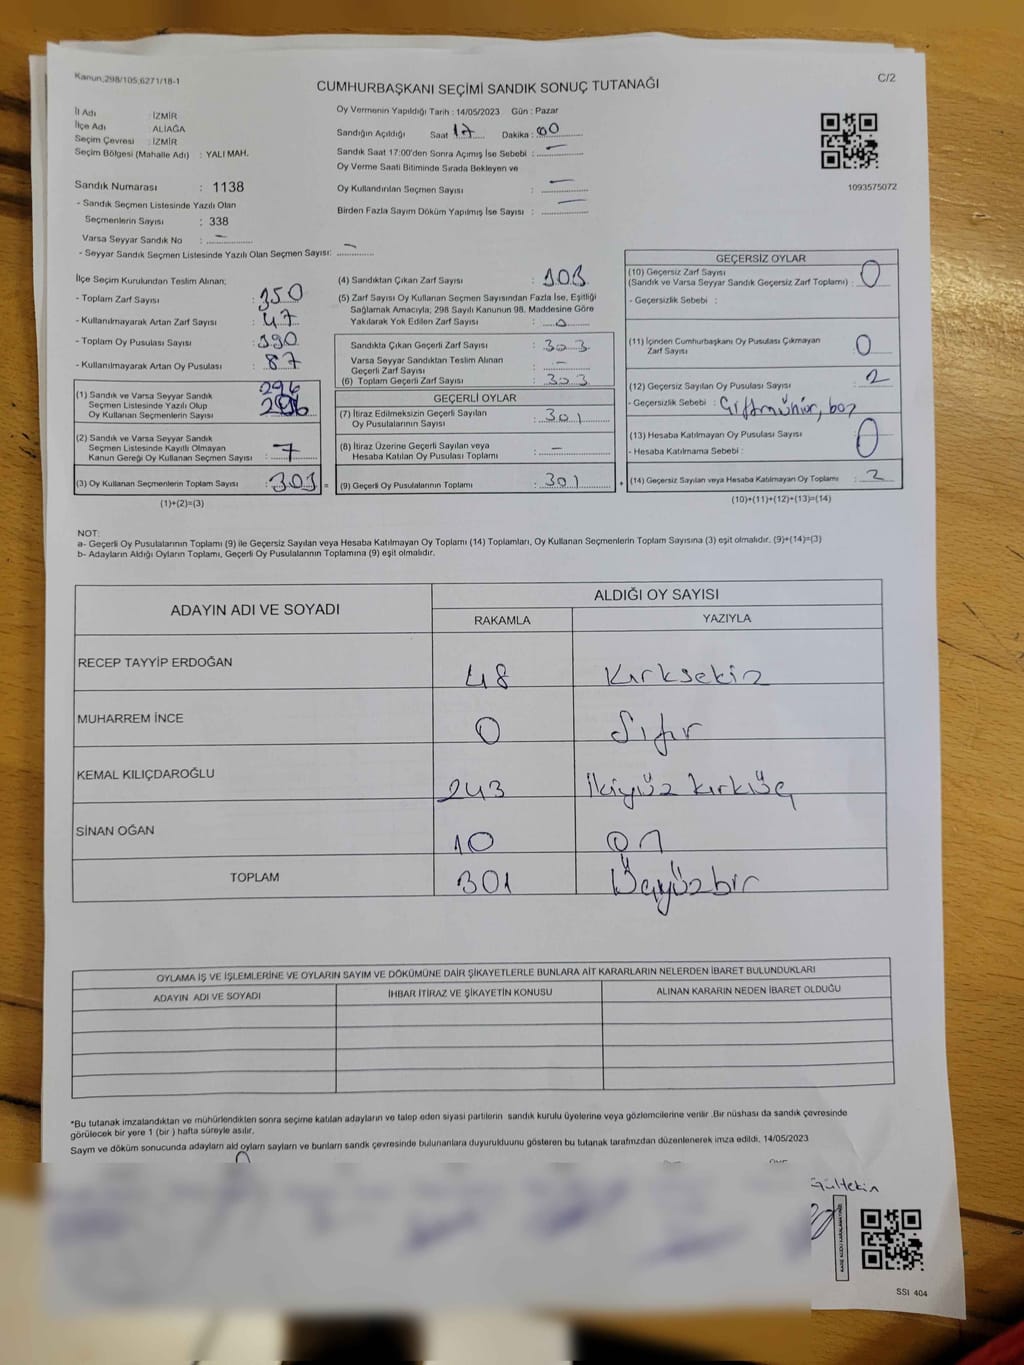 Kanun,298/105,6271/18-1
C/2
CUMHURBAŞKANI SEÇİMİ SANDIK SONUÇ TUTANAĞI
İl Adı : İZMİR
İlçe Adı : ALİAĞA
Seçim Çevresi : İZMİR
Seçim Bölgesi (Mahalle Adı) : YALI MAH.
Sandık Numarası : 1138
- Sandık Seçmen Listesinde Yazılı Olan
Seçmenlerin Sayısı : 338
Varsa Seyyar Sandık No : -
- Seyyar Sandık Seçmen Listesinde Yazılı Olan Seçmen Sayısı: -
Oy Vermenin Yapıldığı Tarih : 14/05/2023 Gün : Pazar
Sandığın Açıldığı Saat 17 Dakika : 00
Sandık Saat 17:00'den Sonra Açımış İse Sebebi : -
Oy Verme Saati Bitiminde Sırada Bekleyen ve
Oy Kullandırılan Seçmen Sayısı : -
Birden Fazla Sayım Döküm Yapılmış İse Sayısı : -
1093575072
İlçe Seçim Kurulundan Teslim Alınan;
- Toplam Zarf Sayısı : 350
- Kullanılmayarak Artan Zarf Sayısı : 47
- Toplam Oy Pusulası Sayısı : 390
- Kullanılmayarak Artan Oy Pusulası : 87
296
(1) Sandık ve Varsa Seyyar Sandık
Seçmen Listesinde Yazılı Olup
Oy Kullanan Seçmenlerin Sayısı : 296
(2) Sandık ve Varsa Seyyar Sandık
Seçmen Listesinde Kayıtlı Olmayan
Kanun Gereği Oy Kullanan Seçmen Sayısı : 7
(3) Oy Kullanan Seçmenlerin Toplam Sayısı : 303 =
(1)+(2)=(3)
(4) Sandıktan Çıkan Zarf Sayısı : 303
(5) Zarf Sayısı Oy Kullanan Seçmen Sayısından Fazla İse, Eşitliği
Sağlamak Amacıyla; 298 Sayılı Kanunun 98. Maddesine Göre
Yakılarak Yok Edilen Zarf Sayısı : 0
Sandıkta Çıkan Geçerli Zarf Sayısı : 303
Varsa Seyyar Sandıktan Teslim Alınan
Geçerli Zarf Sayısı : -
(6) Toplam Geçerli Zarf Sayısı : 303
GEÇERLİ OYLAR
(7) İtiraz Edilmeksizin Geçerli Sayılan
Oy Pusulalarının Sayısı : 301
(8) İtiraz Üzerine Geçerli Sayılan veya
Hesaba Katılan Oy Pusulası Toplamı : -
(9) Geçerli Oy Pusulalarının Toplamı : 301 +
GEÇERSİZ OYLAR
(10) Geçersiz Zarf Sayısı
(Sandık ve Varsa Seyyar Sandık Geçersiz Zarf Toplamı) : 0
- Geçersizlik Sebebi :
(11) İçinden Cumhurbaşkanı Oy Pusulası Çıkmayan
Zarf Sayısı : 0
(12) Geçersiz Sayılan Oy Pusulası Sayısı : 2
- Geçersizlik Sebebi : Çiftmühür, boş
(13) Hesaba Katılmayan Oy Pusulası Sayısı : 0
- Hesaba Katılmama Sebebi :
(14) Geçersiz Sayılan veya Hesaba Katılmayan Oy Toplamı : 2
(10)+(11)+(12)+(13)=(14)
NOT:
a- Geçerli Oy Pusulalarının Toplamı (9) ile Geçersiz Sayılan veya Hesaba Katılmayan Oy Toplamı (14) Toplamları, Oy Kullanan Seçmenlerin Toplam Sayısına (3) eşit olmalıdır. (9)+(14)=(3)
b- Adayların Aldığı Oyların Toplamı, Geçerli Oy Pusulalarının Toplamına (9) eşit olmalıdır.
ADAYIN ADI VE SOYADI
ALDIĞI OY SAYISI
RAKAMLA YAZIYLA
RECEP TAYYİP ERDOĞAN 48 Kırksekiz
MUHARREM İNCE 0 Sıfır
KEMAL KILIÇDAROĞLU 243 İkiyüz kırküç
SİNAN OĞAN 10 on
TOPLAM 301 Üçyüzbir
OYLAMA İŞ VE İŞLEMLERİNE VE OYLARIN SAYIM VE DÖKÜMÜNE DAİR ŞİKAYETLERLE BUNLARA AİT KARARLARIN NELERDEN İBARET BULUNDUKLARI
ADAYIN ADI VE SOYADI İHBAR İTİRAZ VE ŞİKAYETİN KONUSU ALINAN KARARIN NEDEN İBARET OLDUĞU
*Bu tutanak imzalandıktan ve mühürlendikten sonra seçime katılan adayların ve talep eden siyasi partilerin sandık kurulu üyelerine veya gözlemcilerine verilir .Bir nüshası da sandık çevresinde
görülecek bir yere 1 (bir ) hafta süreyle asılır.
Sayım ve döküm sonucunda adayların ald oyların sayların ve bunların sandk çevresinde bulunanlara duyurulduunu gösteren bu tutanak tarafmzdan düzenlenerek imza edildi. 14/05/2023
Gültekin
SSI 404